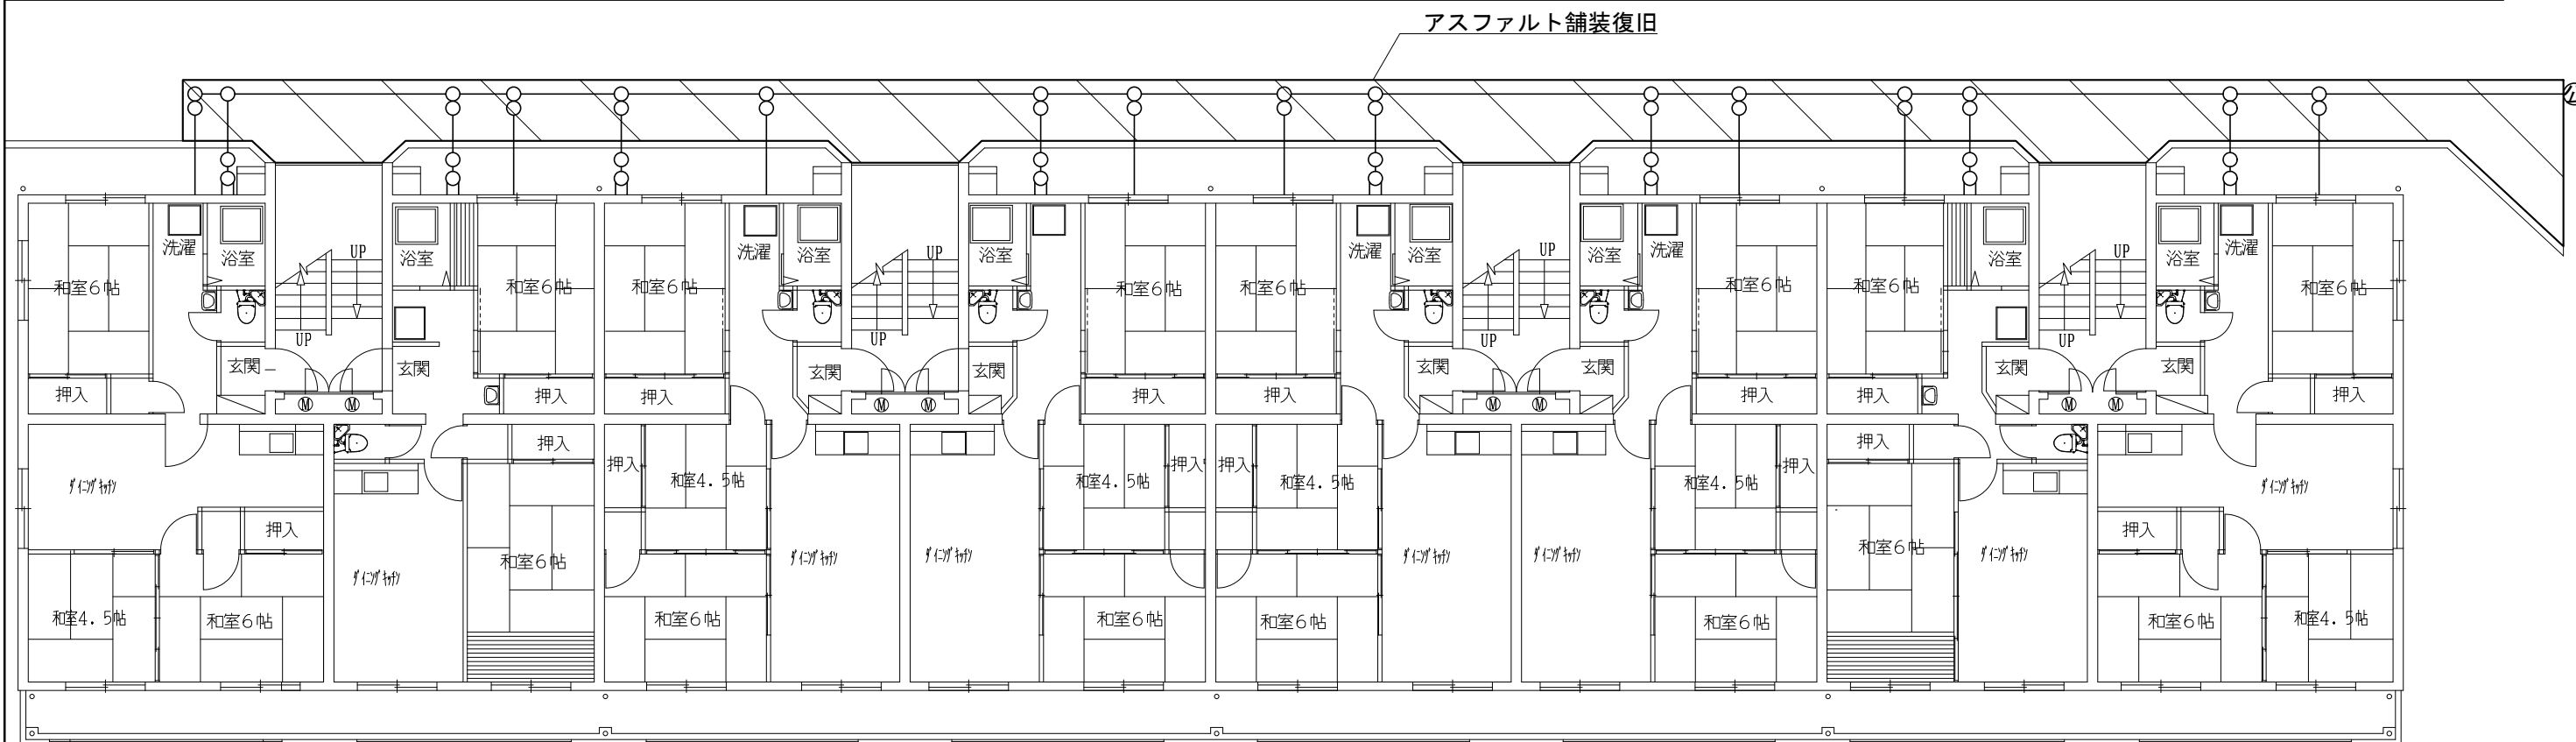 アスファルト舗装復旧
UP UP UP UP
洗濯 浴室 浴室 洗濯 浴室 浴室 洗濯 浴室 浴室 洗濯 浴室 浴室 洗濯
和室6帖 和室6帖 和室6帖 和室6帖 和室6帖 和室6帖 和室6帖 和室6帖
UP UP UP UP
玄関 玄関 玄関 玄関 玄関 玄関 玄関 玄関
押入 押入 押入 押入 押入 押入 押入 押入
M M M M M M M M
押入 押入
押入 押入 押入 押入
和室4.5帖 和室4.5帖 和室4.5帖 和室4.5帖
ﾀﾞｲﾆﾝｸﾞｷｯﾁﾝ ﾀﾞｲﾆﾝｸﾞｷｯﾁﾝ
押入 押入
和室6帖 和室6帖
ﾀﾞｲﾆﾝｸﾞｷｯﾁﾝ ﾀﾞｲﾆﾝｸﾞｷｯﾁﾝ ﾀﾞｲﾆﾝｸﾞｷｯﾁﾝ ﾀﾞｲﾆﾝｸﾞｷｯﾁﾝ ﾀﾞｲﾆﾝｸﾞｷｯﾁﾝ ﾀﾞｲﾆﾝｸﾞｷｯﾁﾝ
和室4.5帖 和室6帖 和室6帖 和室6帖 和室6帖 和室6帖 和室6帖 和室4.5帖